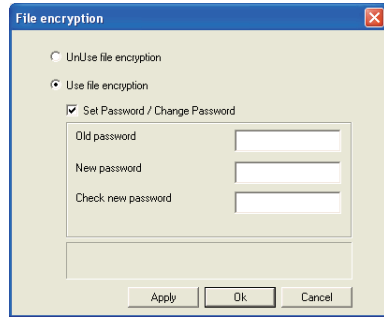 File encryption
UnUse file encryption
Use file encryption
Set Password / Change Password
Old password
New password
Check new password
Apply Ok Cancel